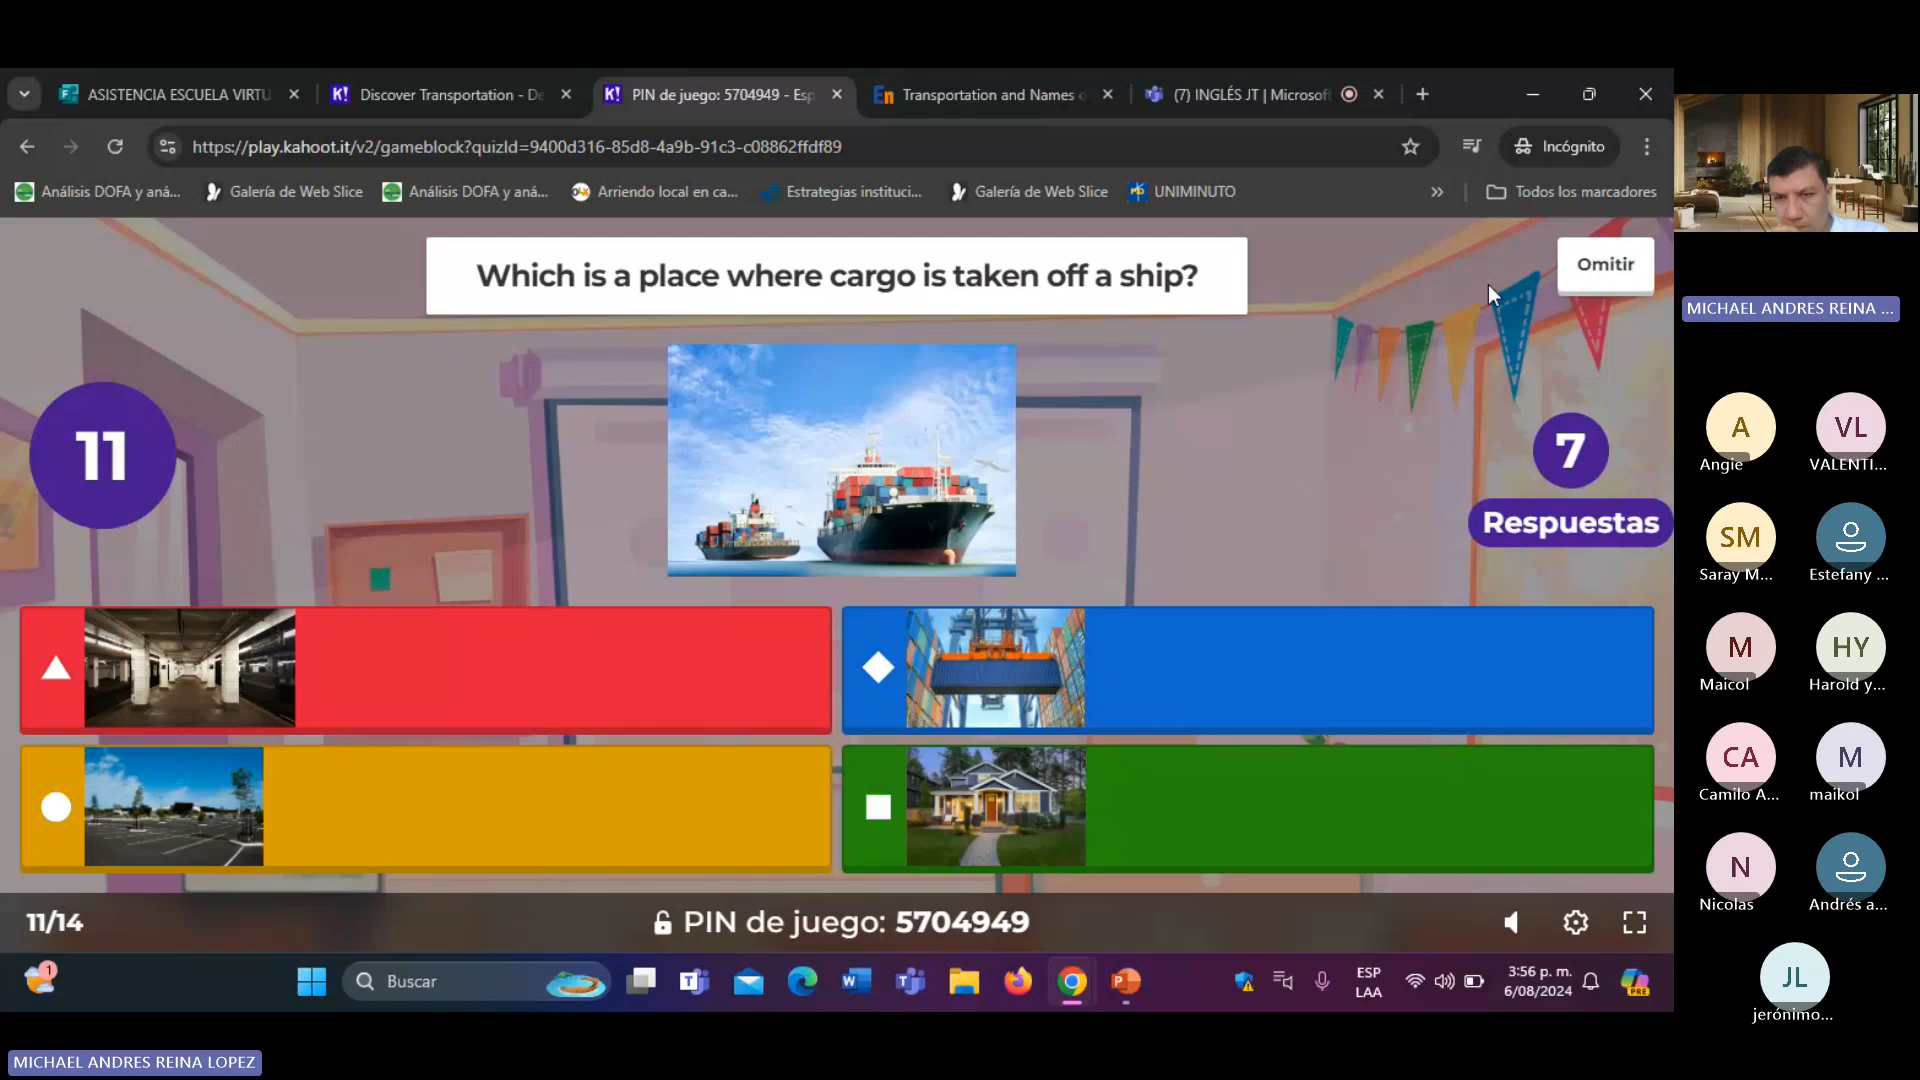 ASISTENCIA ESCUELA VIRTU
Discover Transportation - De
PIN de juego: 5704949 - Esp
Transportation and Names o
(7) INGLÉS JT | Microsoft
https://play.kahoot.it/v2/gameblock?quizId=9400d316-85d8-4a9b-91c3-c08862ffdf89
Incógnito
Análisis DOFA y aná...
Galería de Web Slice
Análisis DOFA y aná...
Arriendo local en ca...
Estrategias instituci...
Galería de Web Slice
UNIMINUTO
Todos los marcadores
Which is a place where cargo is taken off a ship?
Omitir
11
7
Respuestas
11/14
PIN de juego: 5704949
1
Buscar
ESP
LAA
3:56 p. m.
6/08/2024
PRE
MICHAEL ANDRES REINA ...
A
Angie
VL
VALENTI...
SM
Saray M...
Estefany ...
M
Maicol
HY
Harold y...
CA
Camilo A...
M
maikol
N
Nicolas
Andrés a...
JL
jerónimo...
MICHAEL ANDRES REINA LOPEZ